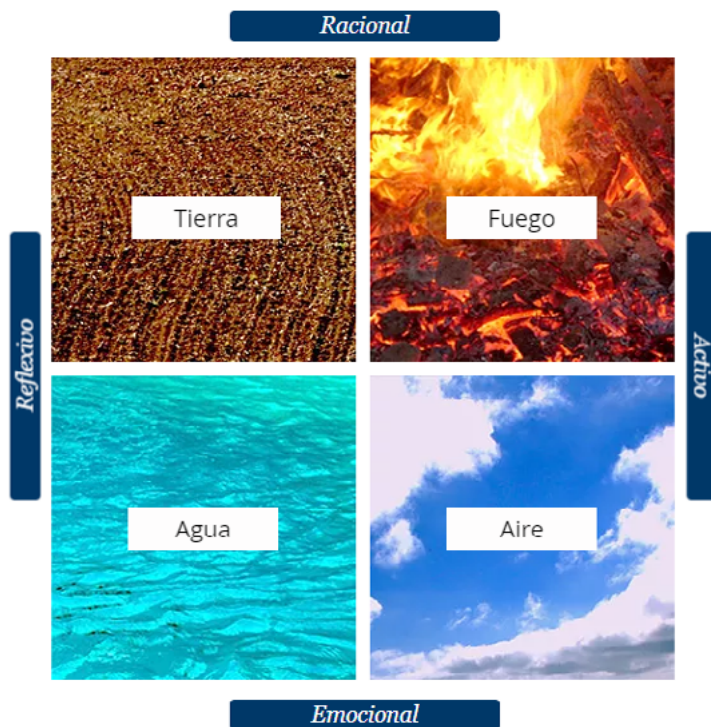 Racional
Tierra
Fuego
Reflexivo
Activo
Agua
Aire
Emocional